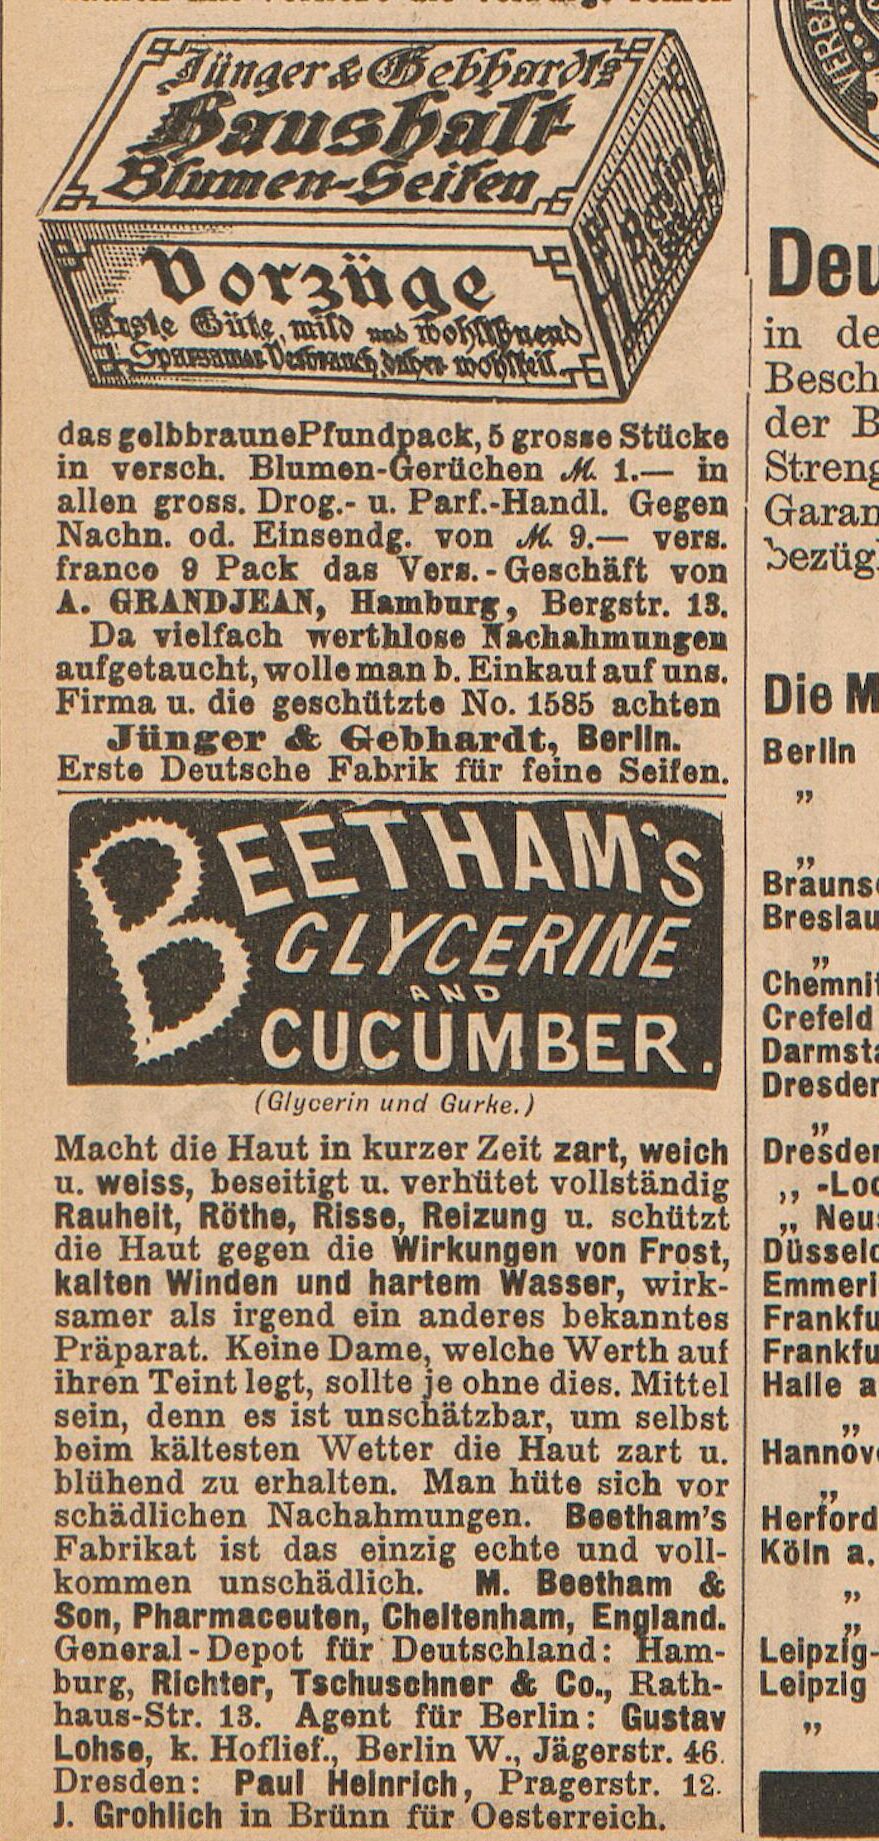 Jünger & Gebhardt's
Haushalt-
Blumen-Seifen
Berlin
Vorzüge
Erste Güte, mild und wohlthuend
Sparsamer Verbrauch, daher wohlfeil.
das gelbbraune Pfundpack, 5 grosse Stücke
in versch. Blumen-Gerüchen M. 1.— in
allen gross. Drog.- u. Parf.-Handl. Gegen
Nachn. od. Einsendg. von M. 9.— vers.
franco 9 Pack das Vers.-Geschäft von
A. GRANDJEAN, Hamburg, Bergstr. 13.
Da vielfach werthlose Nachahmungen
aufgetaucht, wolle man b. Einkauf auf uns.
Firma u. die geschützte No. 1585 achten
Jünger & Gebhardt, Berlin.
Erste Deutsche Fabrik für feine Seifen.
BEETHAM'S
GLYCERINE
AND
CUCUMBER.
(Glycerin und Gurke.)
Macht die Haut in kurzer Zeit zart, weich
u. weiss, beseitigt u. verhütet vollständig
Rauheit, Röthe, Risse, Reizung u. schützt
die Haut gegen die Wirkungen von Frost,
kalten Winden und hartem Wasser, wirk-
samer als irgend ein anderes bekanntes
Präparat. Keine Dame, welche Werth auf
ihren Teint legt, sollte je ohne dies. Mittel
sein, denn es ist unschätzbar, um selbst
beim kältesten Wetter die Haut zart u.
blühend zu erhalten. Man hüte sich vor
schädlichen Nachahmungen. Beetham's
Fabrikat ist das einzig echte und voll-
kommen unschädlich. M. Beetham &
Son, Pharmaceuten, Cheltenham, England.
General-Depot für Deutschland: Ham-
burg, Richter, Tschuschner & Co., Rath-
haus-Str. 13. Agent für Berlin: Gustav
Lohse, k. Hoflief., Berlin W., Jägerstr. 46.
Dresden: Paul Heinrich, Pragerstr. 12.
J. Grohlich in Brünn für Oesterreich.
VERBA
Deu
in de
Besch
der B
Streng
Garan
bezügl
Die M
Berlin
„
„
Braunsc
Breslau
„
Chemnit
Crefeld
Darmsta
Dresden
„
Dresden
„ -Loc
„ Neus
Düsseld
Emmeri
Frankfu
Frankfu
Halle a
„
Hannove
„
Herford
Köln a.
„
„
Leipzig-
Leipzig
„